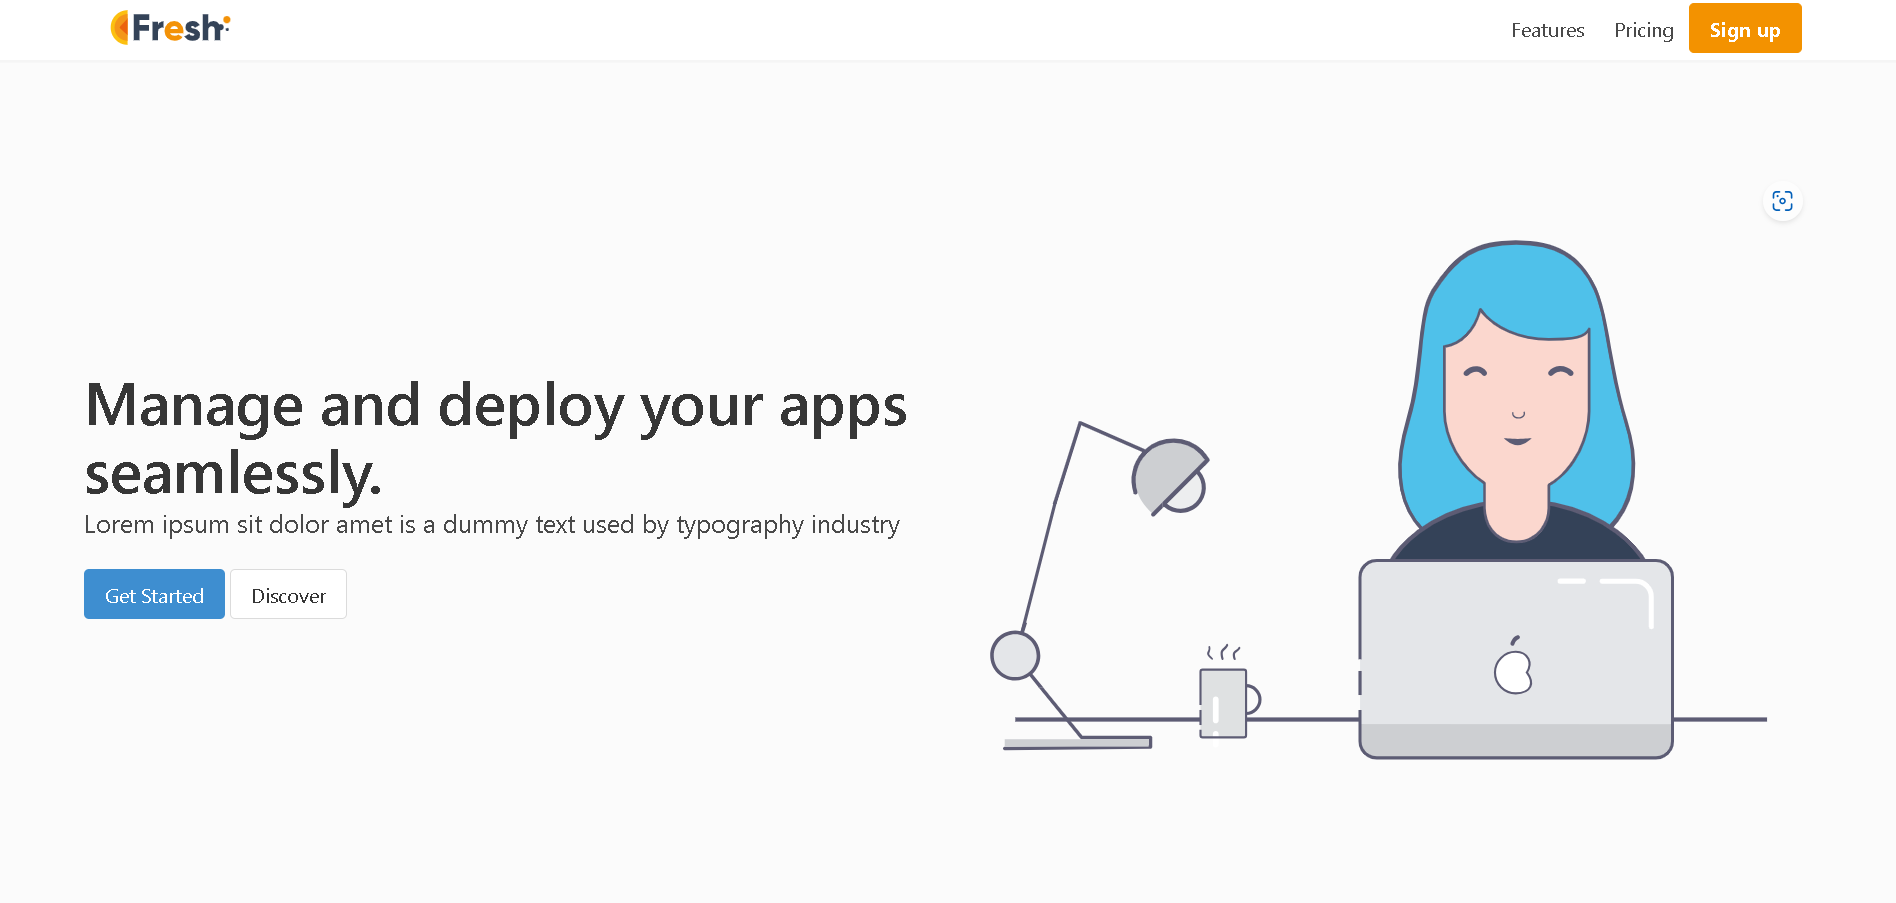 Fresh
Features
Pricing
Sign up
Manage and deploy your apps
seamlessly.
Lorem ipsum sit dolor amet is a dummy text used by typography industry
Get Started
Discover